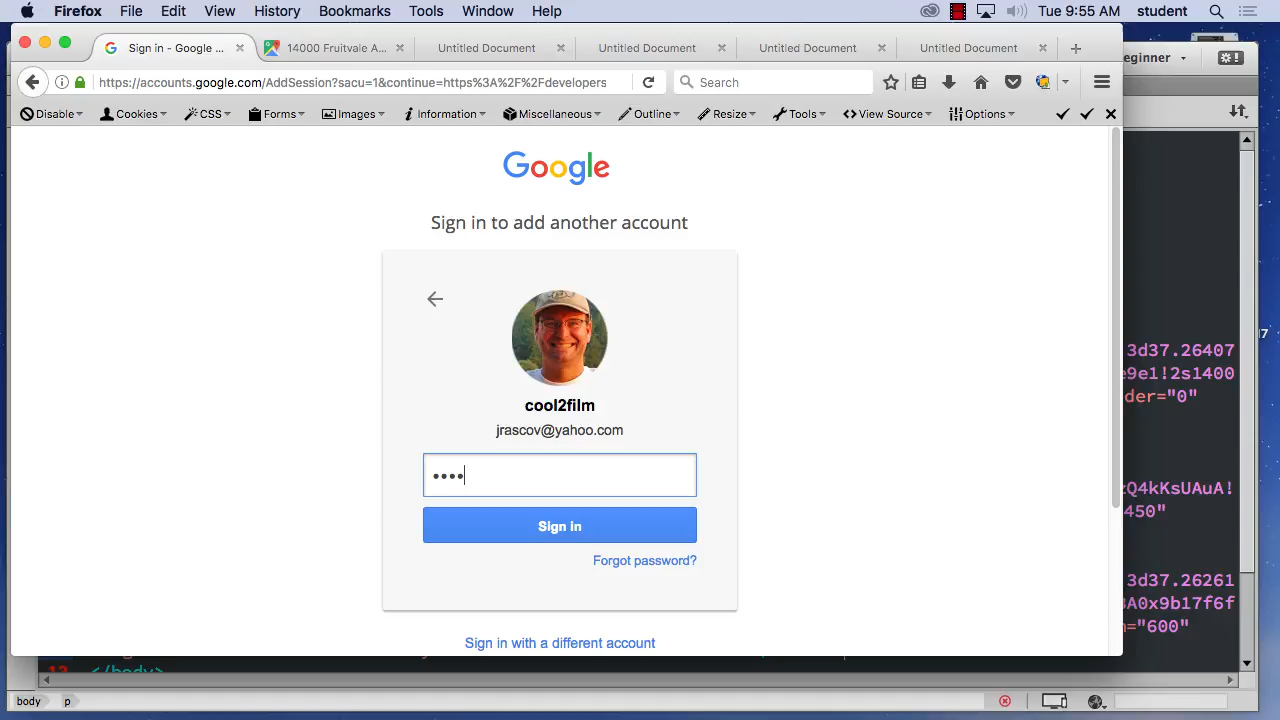 Firefox File Edit View History Bookmarks Tools Window Help Tue 9:55 AM student
Sign in - Google ... 14000 Fruitvale A... Untitled Document Untitled Document Untitled Document
https://accounts.google.com/AddSession?sacu=1&continue=https%3A%2F%2Fdevelopers Search
Disable Cookies CSS Forms Images Information Miscellaneous Outline Resize Tools View Source Options
eginner
Google
Sign in to add another account
cool2film
jrascov@yahoo.com
••••
Sign in
Forgot password?
Sign in with a different account
3d37.26407
e9e1!2s1400
der="0"
zQ4kKsUAuA!
450"
3d37.26261
3A0x9b17f6f
="600"
</body>
body p